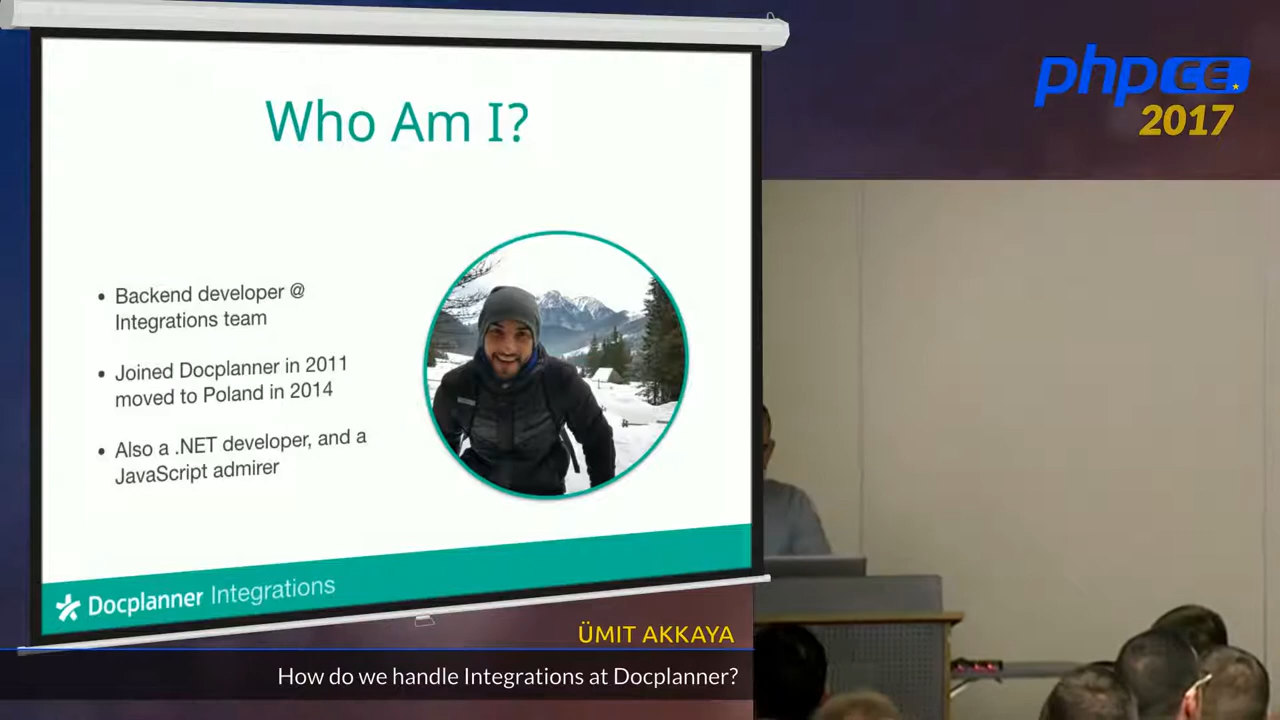 phpCE
2017
Who Am I?
• Backend developer @
Integrations team
• Joined Docplanner in 2011
moved to Poland in 2014
• Also a .NET developer, and a
JavaScript admirer
Docplanner Integrations
ÜMIT AKKAYA
How do we handle Integrations at Docplanner?